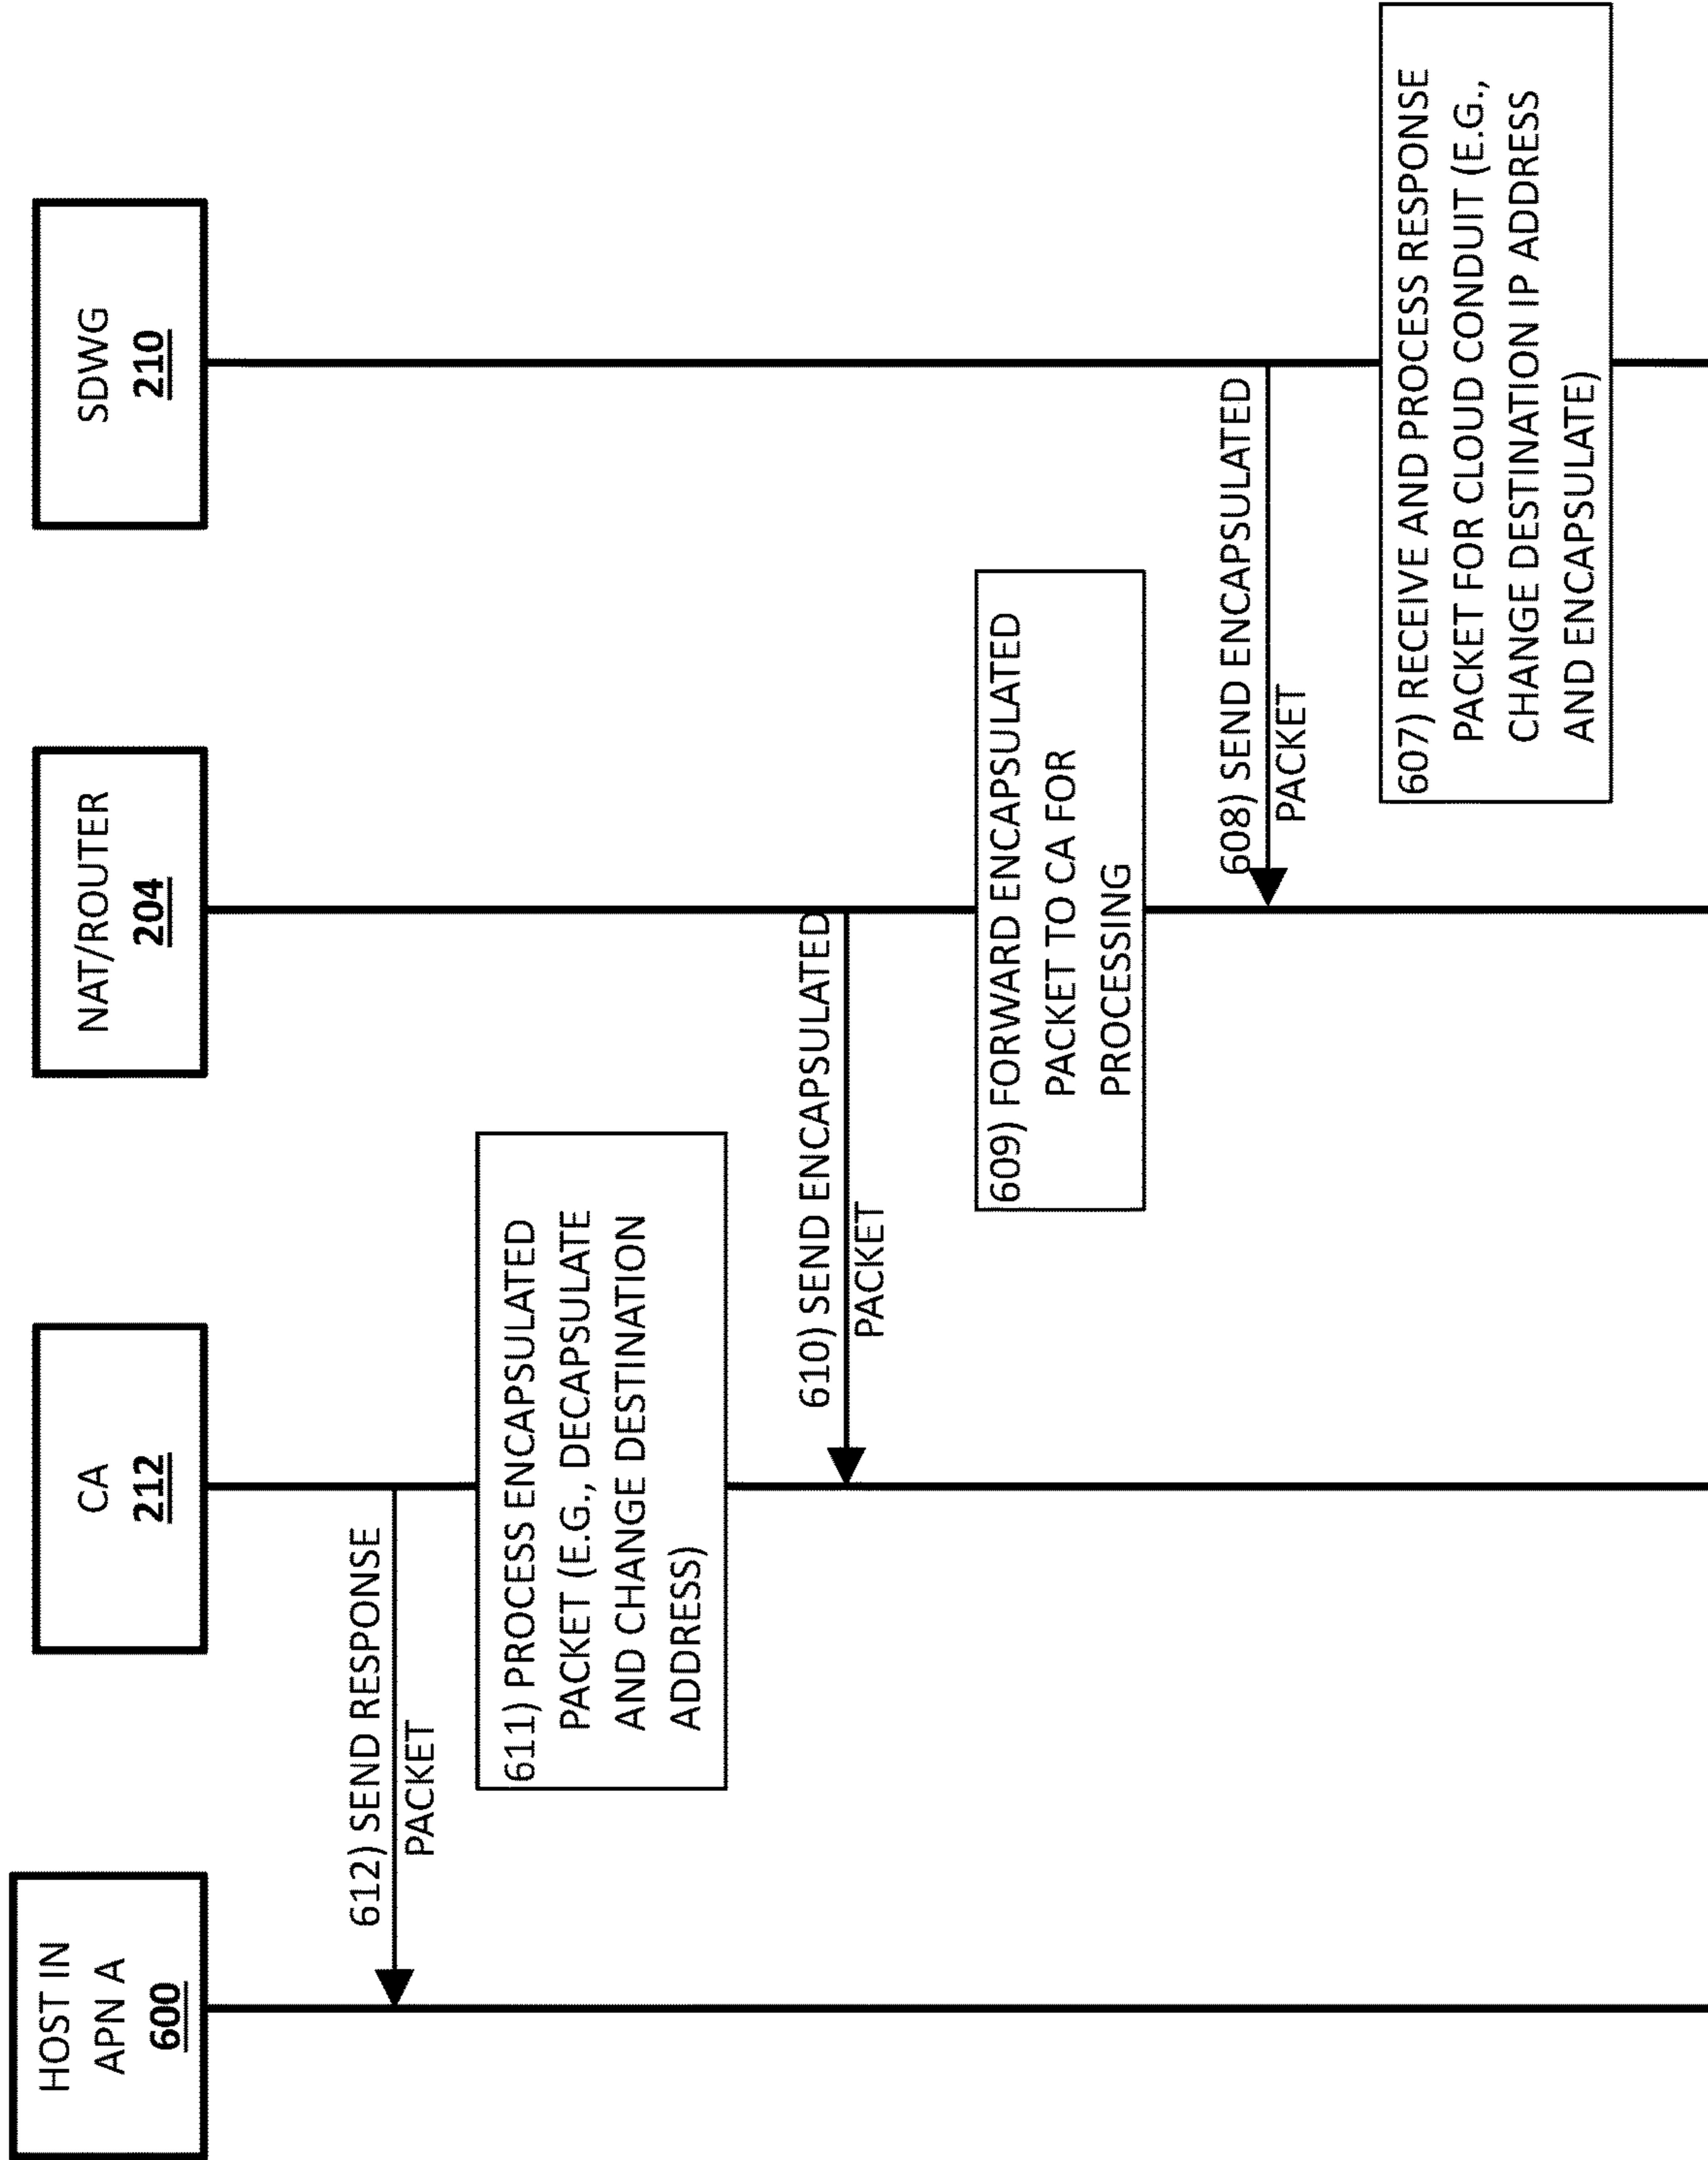 HOST IN
APN A
600
CA
212
NAT/ROUTER
204
SDWG
210
612) SEND RESPONSE
PACKET
611) PROCESS ENCAPSULATED
PACKET (E.G., DECAPSULATE
AND CHANGE DESTINATION
ADDRESS)
610) SEND ENCAPSULATED
PACKET
609) FORWARD ENCAPSULATED
PACKET TO CA FOR
PROCESSING
608) SEND ENCAPSULATED
PACKET
607) RECEIVE AND PROCESS RESPONSE
PACKET FOR CLOUD CONDUIT (E.G.,
CHANGE DESTINATION IP ADDRESS
AND ENCAPSULATE)